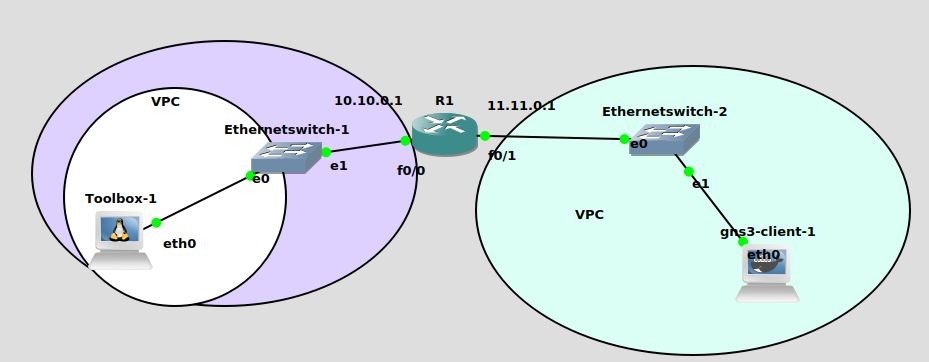 VPC
10.10.0.1
R1
11.11.0.1
Ethernetswitch-1
Ethernetswitch-2
e0
e1
f0/0
f0/1
e0
e1
Toolbox-1
eth0
VPC
gns3-client-1
eth0